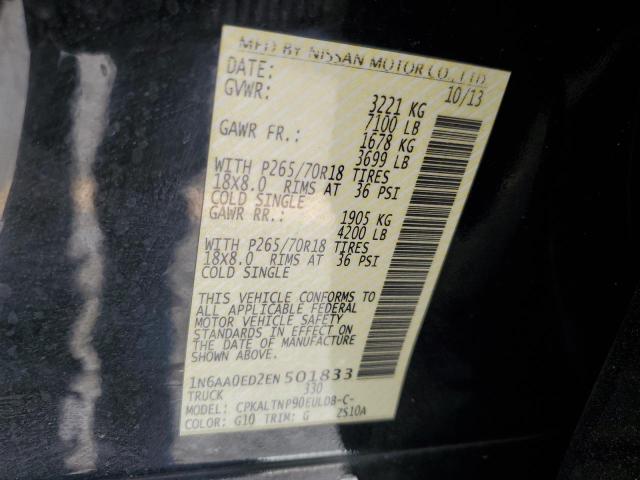 MFD BY NISSAN MOTOR CO., LTD.
DATE: 10/13
GVWR: 3221 KG
7100 LB
GAWR FR.: 1678 KG
3699 LB
WITH P265/70R18 TIRES
18X8.0 RIMS AT 36 PSI
COLD SINGLE
GAWR RR.: 1905 KG
4200 LB
WITH P265/70R18 TIRES
18X8.0 RIMS AT 36 PSI
COLD SINGLE
THIS VEHICLE CONFORMS TO
ALL APPLICABLE FEDERAL
MOTOR VEHICLE SAFETY
STANDARDS IN EFFECT ON
THE DATE OF MANUFACTURE
SHOWN ABOVE.
1N6AA0ED2EN501833
TRUCK 330
MODEL: CPKALTNP90EULD8-C-
COLOR: G10 TRIM: G ZS10A